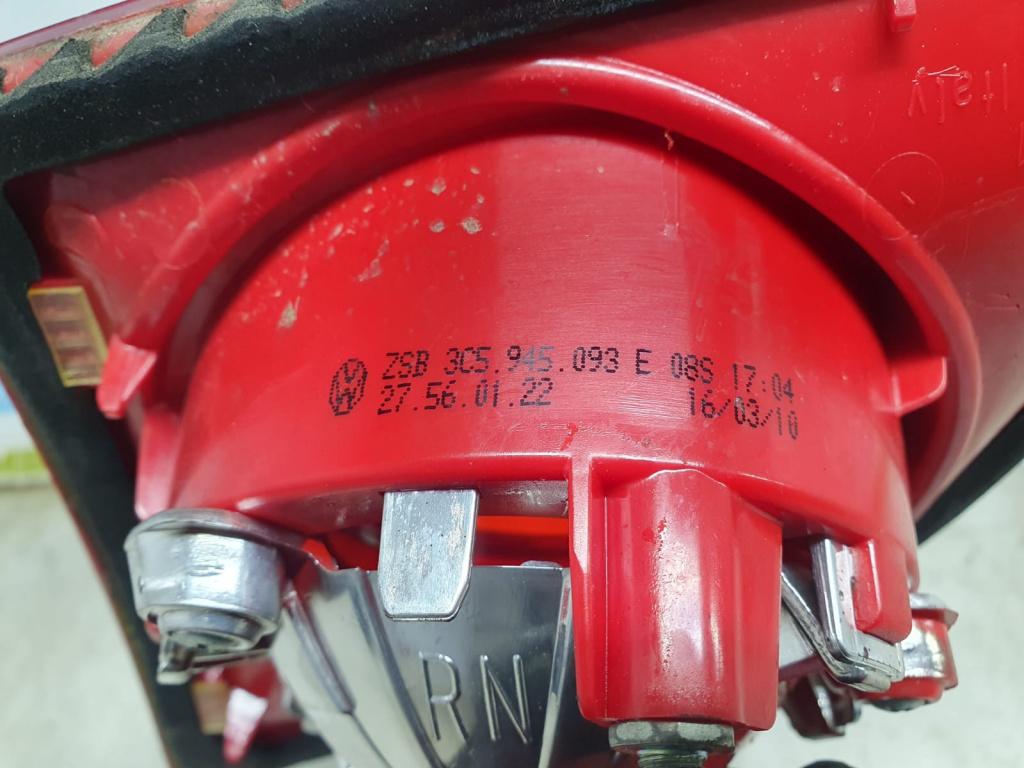 Italy
ZSB 3C5.945.093 E 08S 17:04
27.56.01.22 16/03/10
RN